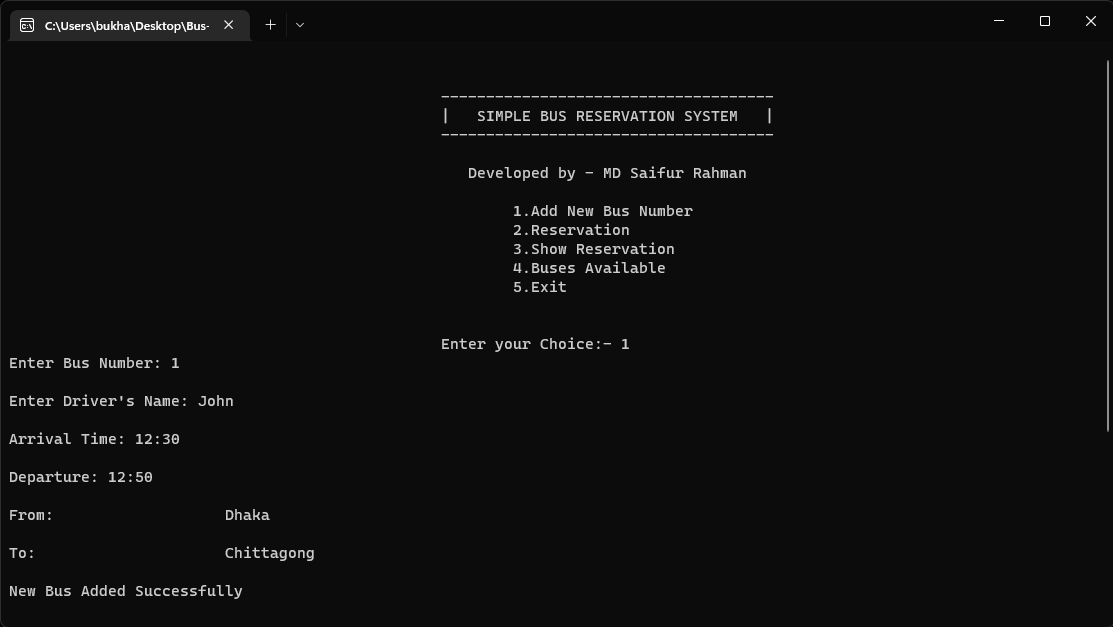 C:\Users\bukha\Desktop\Bus-
------------------------------------
| SIMPLE BUS RESERVATION SYSTEM |
------------------------------------
Developed by - MD Saifur Rahman
1.Add New Bus Number
2.Reservation
3.Show Reservation
4.Buses Available
5.Exit
Enter your Choice:- 1
Enter Bus Number: 1
Enter Driver's Name: John
Arrival Time: 12:30
Departure: 12:50
From: Dhaka
To: Chittagong
New Bus Added Successfully